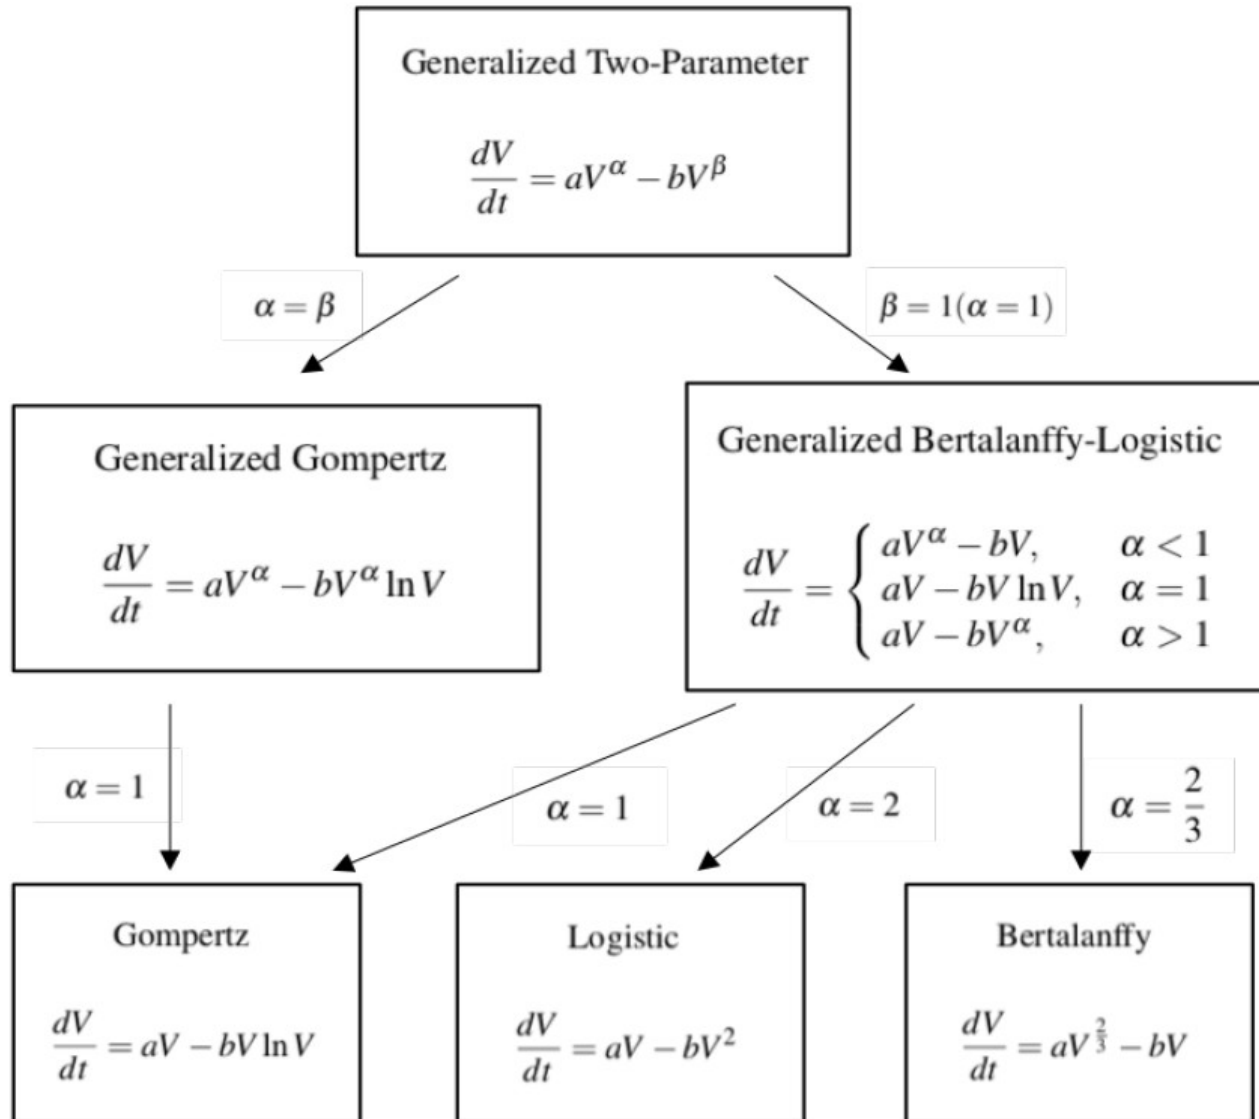 Generalized Two-Parameter
dV/dt = aV^α − bV^β
α = β
β = 1(α = 1)
Generalized Gompertz
dV/dt = aV^α − bV^α ln V
Generalized Bertalanffy-Logistic
dV/dt = { aV^α − bV, α < 1
aV − bV ln V, α = 1
aV − bV^α, α > 1
α = 1
α = 1
α = 2
α = 2/3
Gompertz
dV/dt = aV − bV ln V
Logistic
dV/dt = aV − bV^2
Bertalanffy
dV/dt = aV^(2/3) − bV